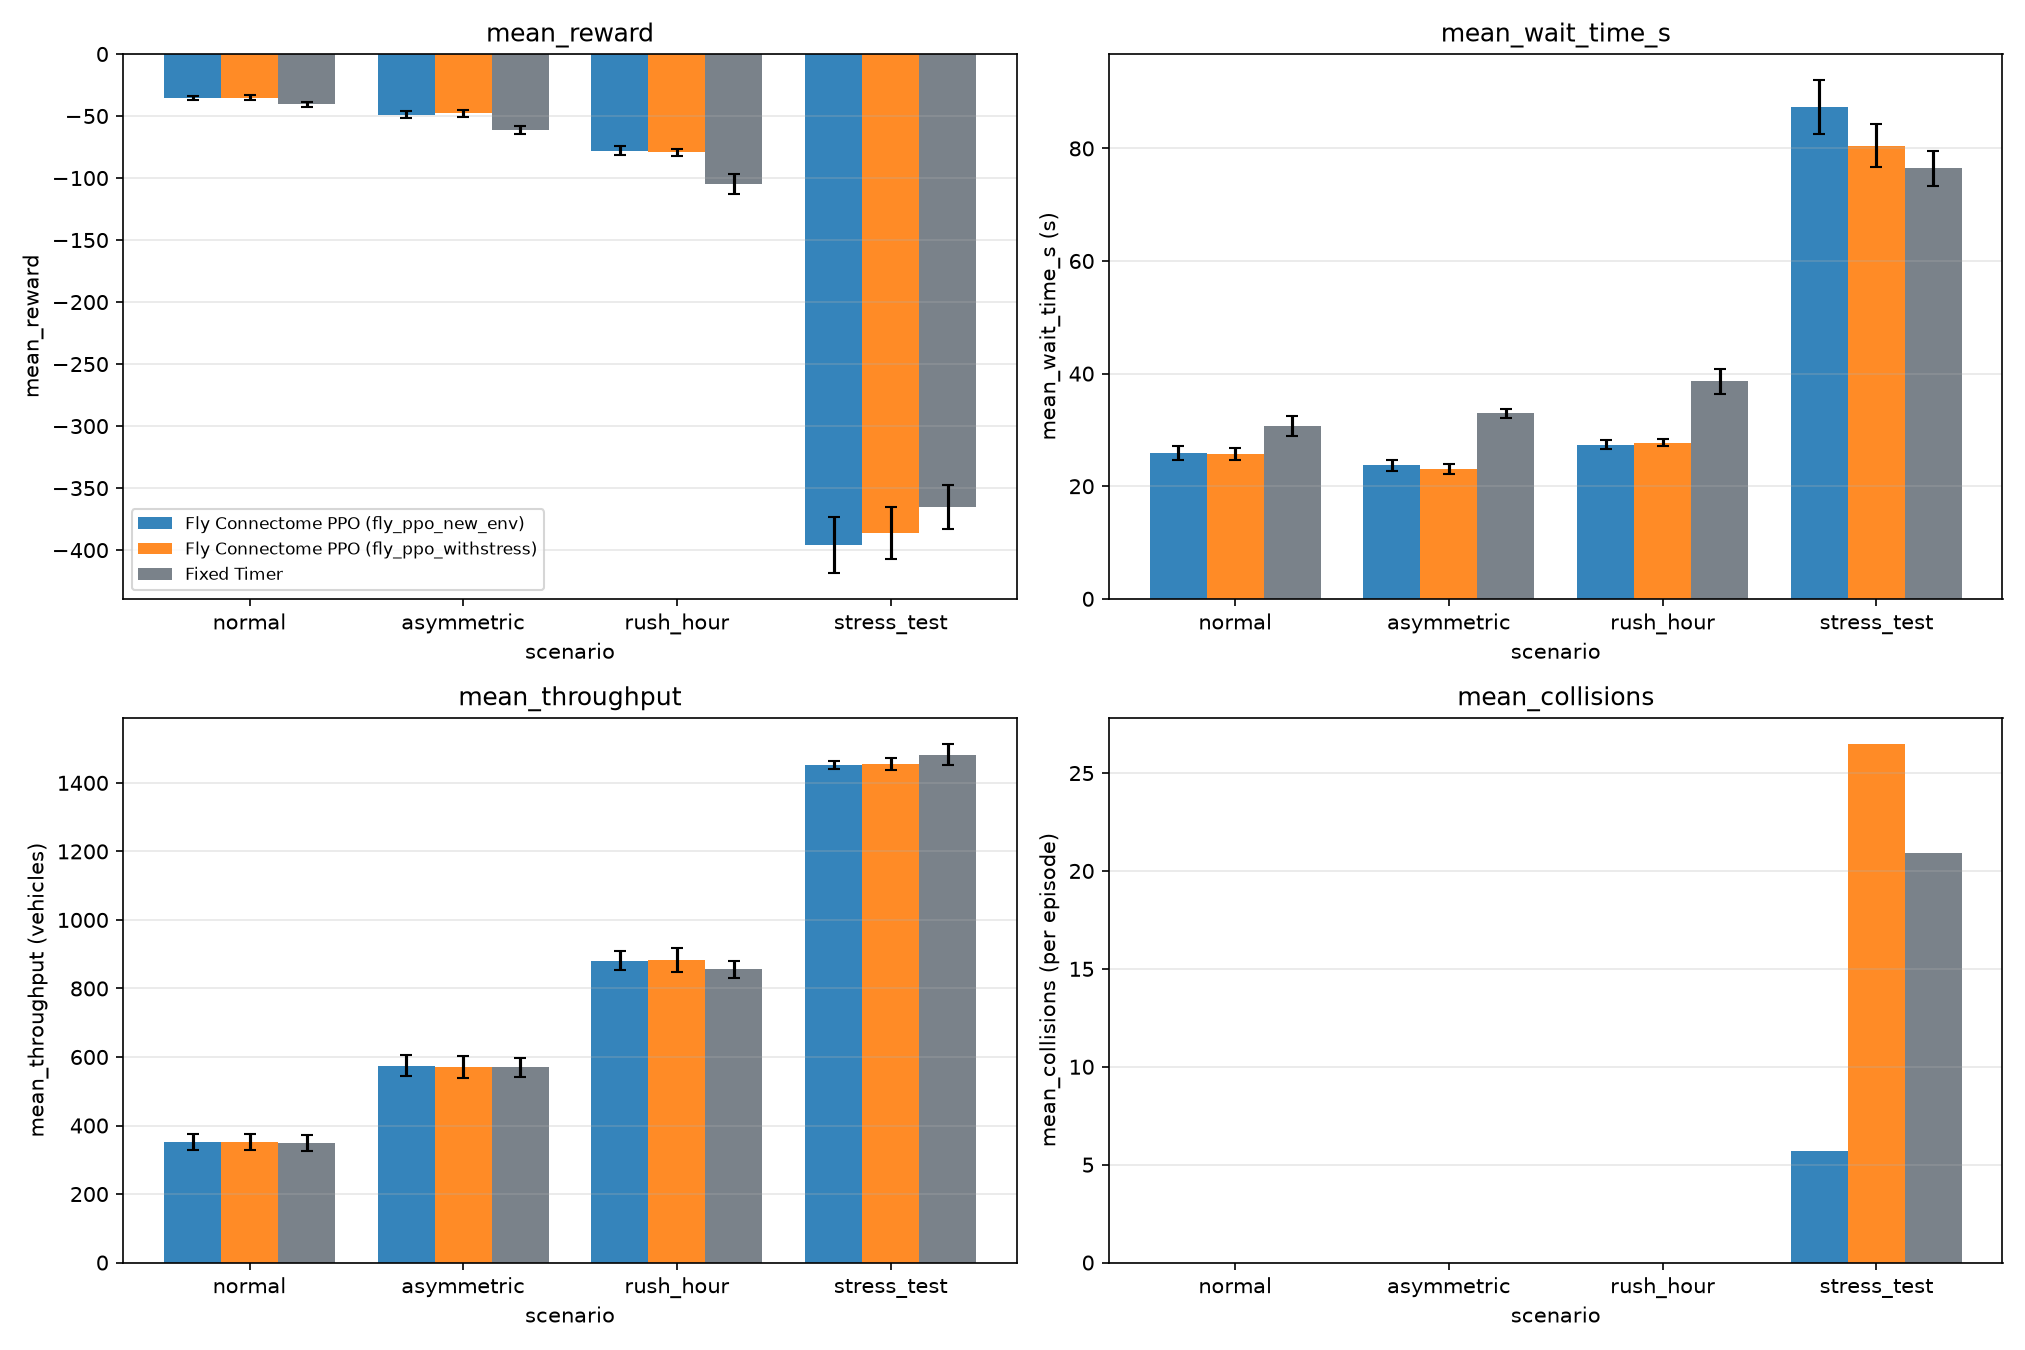 mean_reward
mean_reward
0
−50
−100
−150
−200
−250
−300
−350
−400
Fly Connectome PPO (fly_ppo_new_env)
Fly Connectome PPO (fly_ppo_withstress)
Fixed Timer
normal asymmetric rush_hour stress_test
scenario
mean_wait_time_s
mean_wait_time_s (s)
80
60
40
20
0
normal asymmetric rush_hour stress_test
scenario
mean_throughput
mean_throughput (vehicles)
1400
1200
1000
800
600
400
200
0
normal asymmetric rush_hour stress_test
scenario
mean_collisions
mean_collisions (per episode)
25
20
15
10
5
0
normal asymmetric rush_hour stress_test
scenario